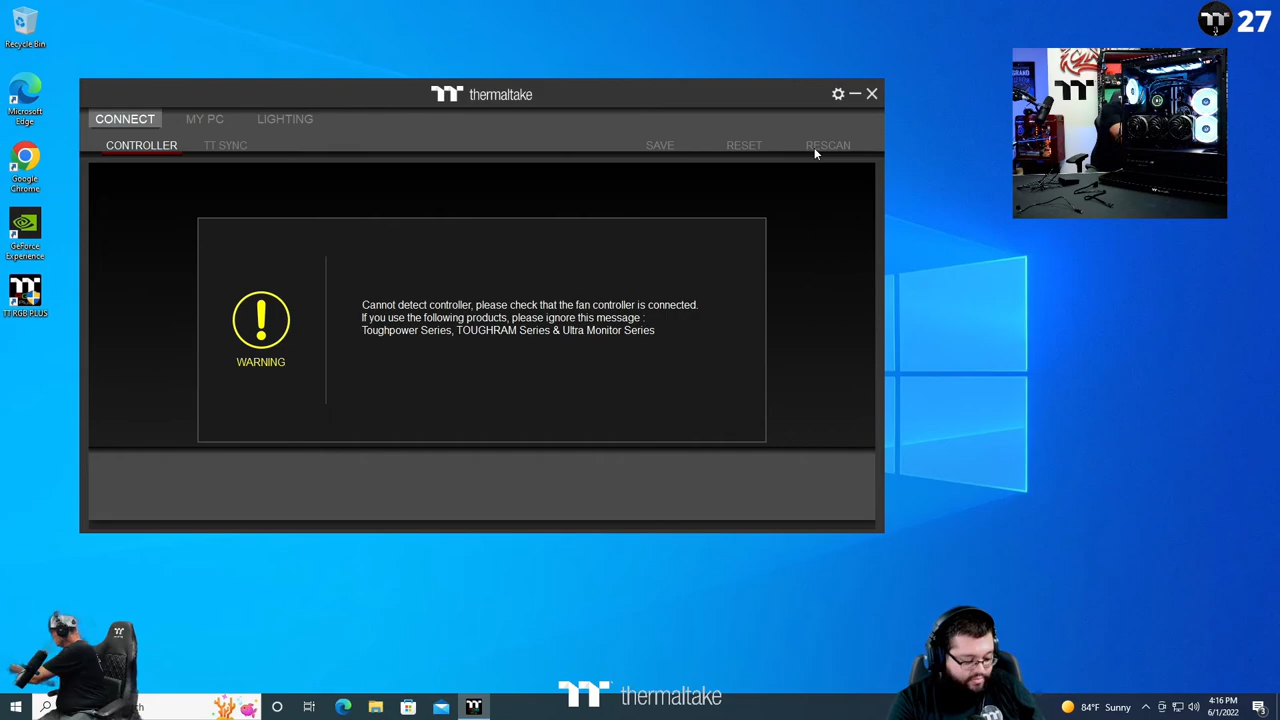 Recycle Bin
27
thermaltake
CONNECT
MY PC
LIGHTING
Microsoft
Edge
CONTROLLER
TT SYNC
SAVE
RESET
RESCAN
Google
Chrome
GeForce
Experience
TT RGB PLUS
WARNING
Cannot detect controller, please check that the fan controller is connected.
If you use the following products, please ignore this message :
Toughpower Series, TOUGHRAM Series & Ultra Monitor Series
thermaltake
84°F Sunny
4:16 PM
6/1/2022